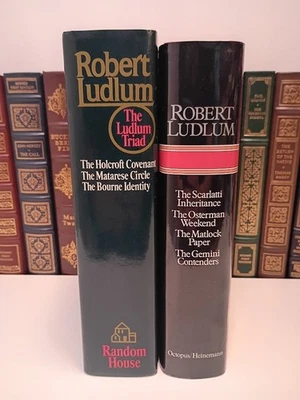 Robert
Ludlum
The
Ludlum
Triad
The Holcroft Covenant
The Matarese Circle
The Bourne Identity
Random
House
ROBERT
LUDLUM
The Scarlatti
Inheritance
The Osterman
Weekend
The Matlock
Paper
The Gemini
Contenders
Octopus/Heinemann